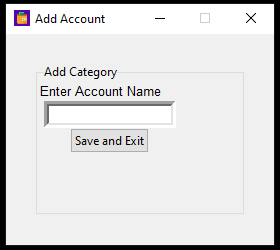 Add Account
Add Category
Enter Account Name
Save and Exit